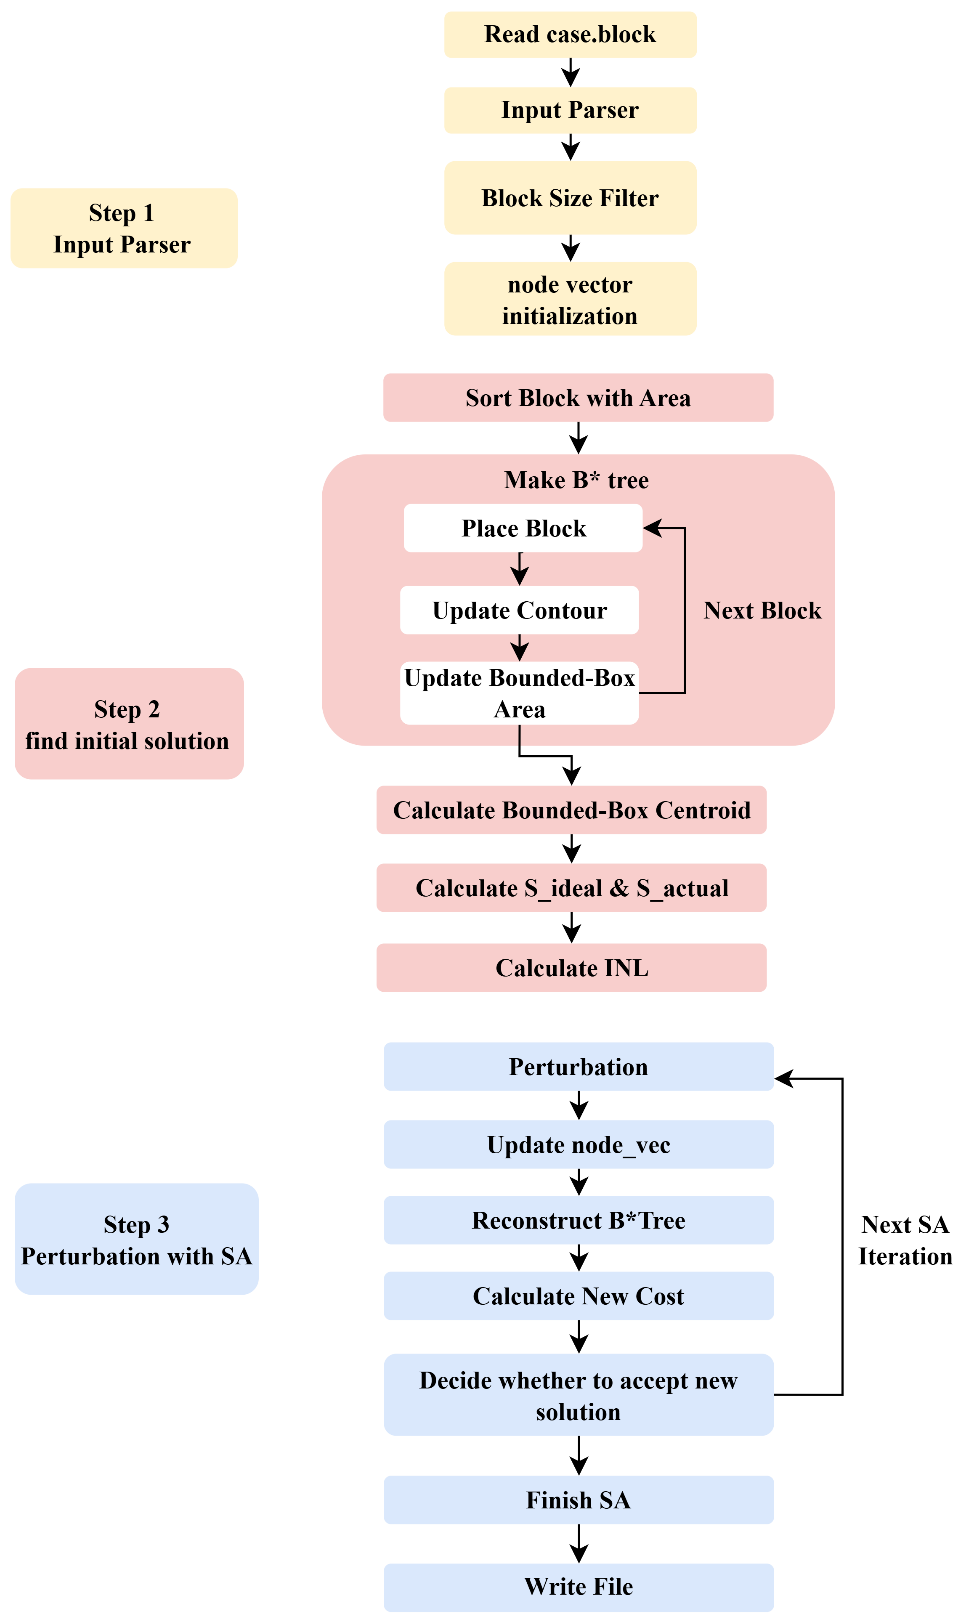 Read case.block
Input Parser
Block Size Filter
Step 1
Input Parser
node vector
initialization
Sort Block with Area
Make B* tree
Place Block
Update Contour
Next Block
Update Bounded-Box
Area
Step 2
find initial solution
Calculate Bounded-Box Centroid
Calculate S_ideal & S_actual
Calculate INL
Perturbation
Update node_vec
Reconstruct B*Tree
Step 3
Perturbation with SA
Next SA
Iteration
Calculate New Cost
Decide whether to accept new
solution
Finish SA
Write File